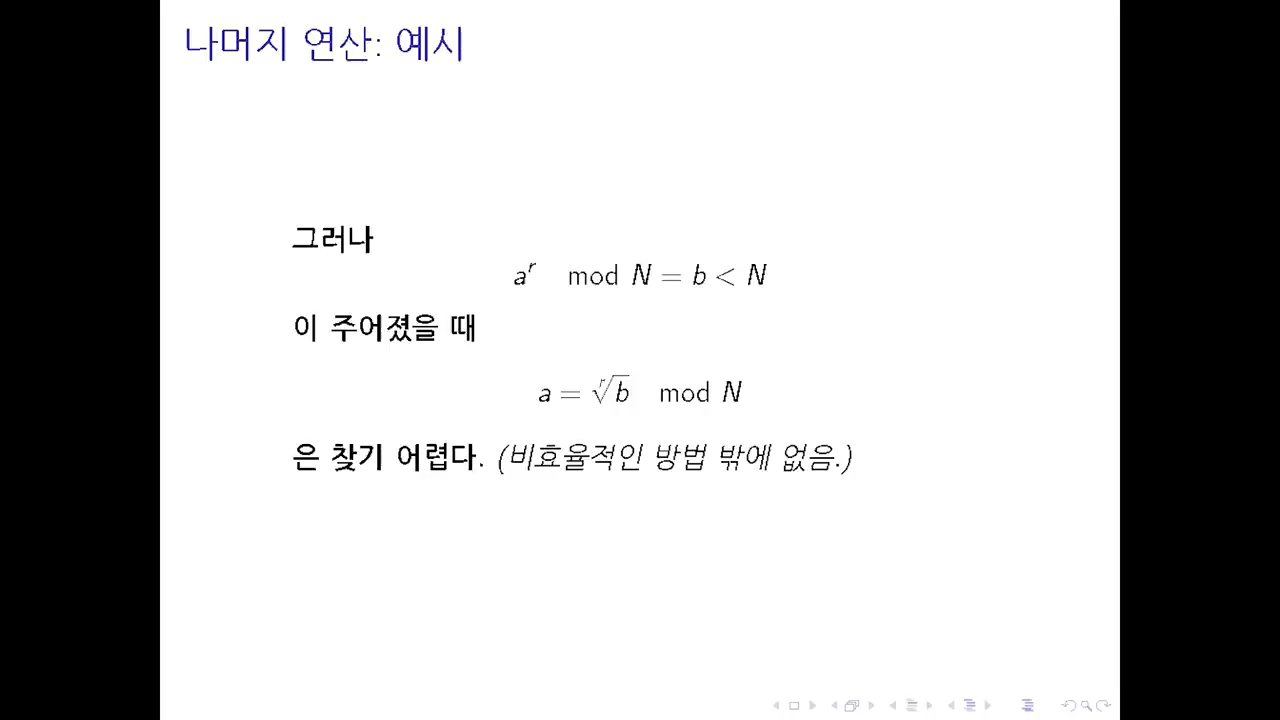 나머지 연산: 예시
그러나
a^r mod N = b < N
이 주어졌을 때
a = \sqrt[r]{b} mod N
은 찾기 어렵다. (비효율적인 방법 밖에 없음.)